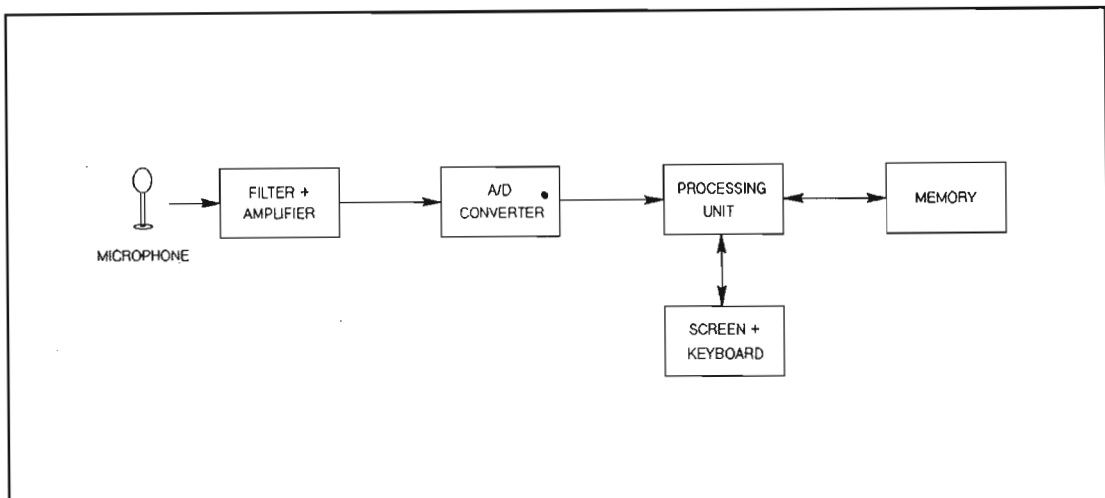 MICROPHONE
FILTER +
AMPLIFIER
A/D
CONVERTER
PROCESSING
UNIT
MEMORY
SCREEN +
KEYBOARD